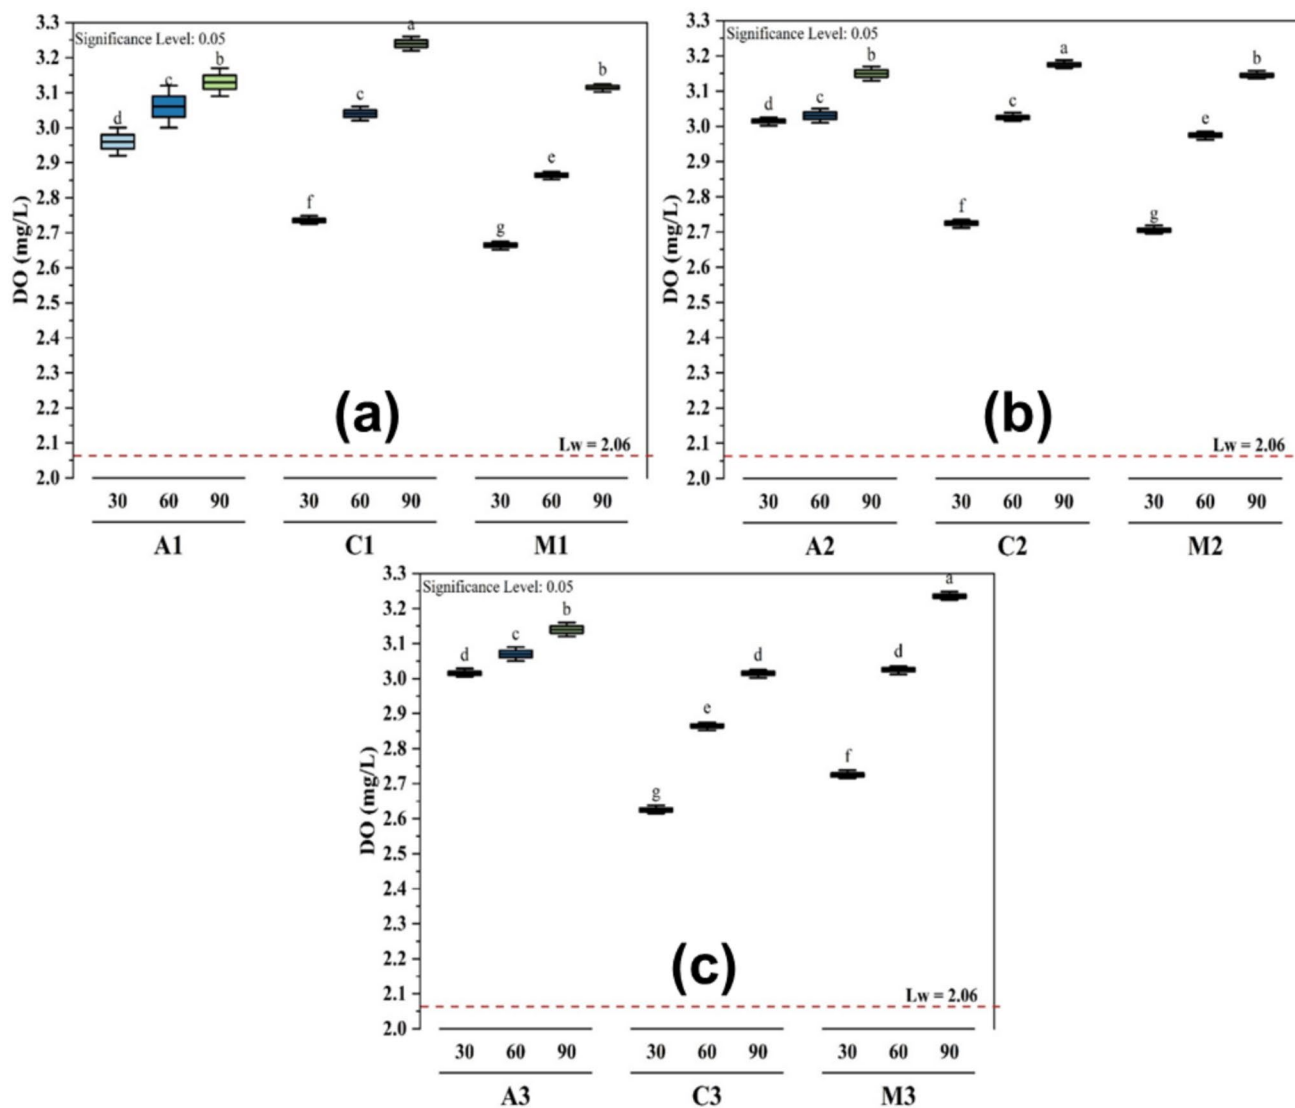 Significance Level: 0.05
DO (mg/L)
3.3
3.2
3.1
3.0
2.9
2.8
2.7
2.6
2.5
2.4
2.3
2.2
2.1
2.0
d
c
b
f
c
a
g
e
b
(a)
Lw = 2.06
30 60 90 30 60 90 30 60 90
A1 C1 M1
Significance Level: 0.05
DO (mg/L)
3.3
3.2
3.1
3.0
2.9
2.8
2.7
2.6
2.5
2.4
2.3
2.2
2.1
2.0
d
c
b
f
c
a
g
e
b
(b)
Lw = 2.06
30 60 90 30 60 90 30 60 90
A2 C2 M2
Significance Level: 0.05
DO (mg/L)
3.3
3.2
3.1
3.0
2.9
2.8
2.7
2.6
2.5
2.4
2.3
2.2
2.1
2.0
d
c
b
g
e
d
f
d
a
(c)
Lw = 2.06
30 60 90 30 60 90 30 60 90
A3 C3 M3